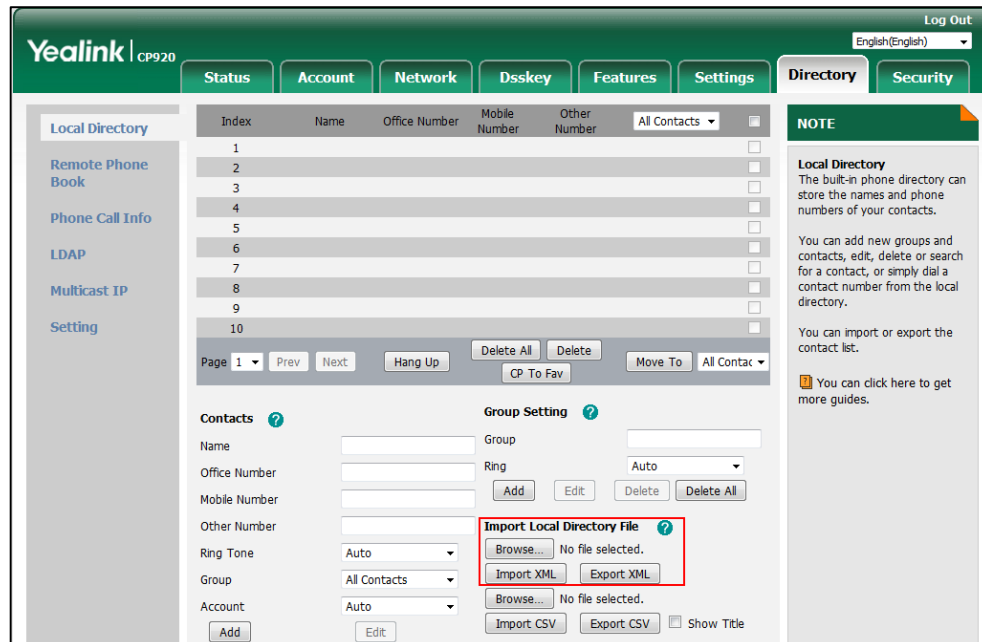 Log Out
Yealink CP920
English(English)
Status Account Network Dsskey Features Settings Directory Security
Local Directory
Remote Phone
Book
Phone Call Info
LDAP
Multicast IP
Setting
Index Name Office Number Mobile Number Other Number All Contacts
1
2
3
4
5
6
7
8
9
10
Page 1 Prev Next Hang Up Delete All Delete CP To Fav Move To All Contac
Contacts ?
Name
Office Number
Mobile Number
Other Number
Ring Tone Auto
Group All Contacts
Account Auto
Add Edit
Group Setting ?
Group
Ring Auto
Add Edit Delete Delete All
Import Local Directory File ?
Browse... No file selected.
Import XML Export XML
Browse... No file selected.
Import CSV Export CSV Show Title
NOTE
Local Directory
The built-in phone directory can
store the names and phone
numbers of your contacts.
You can add new groups and
contacts, edit, delete or search
for a contact, or simply dial a
contact number from the local
directory.
You can import or export the
contact list.
You can click here to get
more guides.